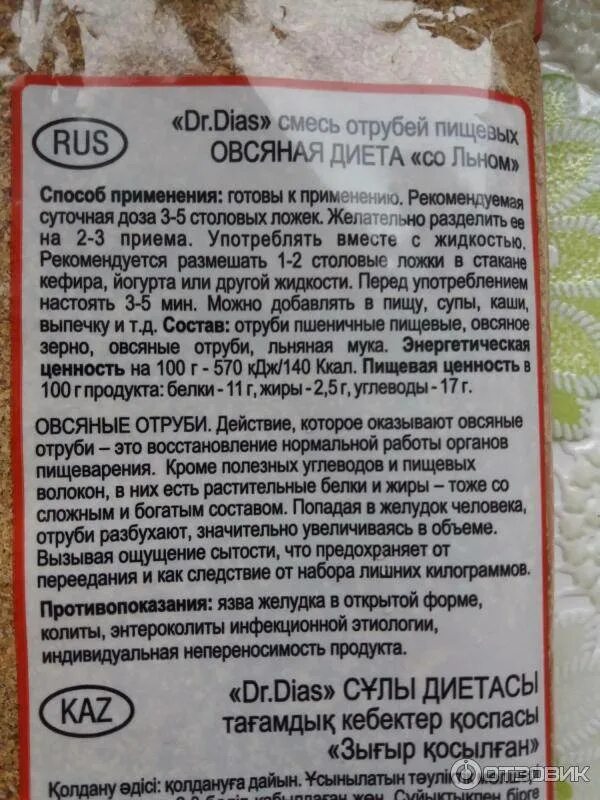 RUS
«Dr.Dias» смесь отрубей пищевых
ОВСЯНАЯ ДИЕТА «со Льном»
Способ применения: готовы к применению. Рекомендуемая
суточная доза 3-5 столовых ложек. Желательно разделить ее
на 2-3 приема. Употреблять вместе с жидкостью.
Рекомендуется размешать 1-2 столовые ложки в стакане
кефира, йогурта или другой жидкости. Перед употреблением
настоять 3-5 мин. Можно добавлять в пищу, супы, каши,
выпечку и т.д. Состав: отруби пшеничные пищевые, овсяное
зерно, овсяные отруби, льняная мука. Энергетическая
ценность на 100 г - 570 кДж/140 Ккал. Пищевая ценность в
100 г продукта: белки - 11 г, жиры - 2,5 г, углеводы - 17 г.
ОВСЯНЫЕ ОТРУБИ. Действие, которое оказывают овсяные
отруби – это восстановление нормальной работы органов
пищеварения. Кроме полезных углеводов и пищевых
волокон, в них есть растительные белки и жиры – тоже со
сложным и богатым составом. Попадая в желудок человека,
отруби разбухают, значительно увеличиваясь в объеме.
Вызывая ощущение сытости, что предохраняет от
переедания и как следствие от набора лишних килограммов.
Противопоказания: язва желудка в открытой форме,
колиты, энтероколиты инфекционной этиологии,
индивидуальная непереносимость продукта.
KAZ
«Dr.Dias» СҰЛЫ ДИЕТАСЫ
тағамдық кебектер қоспасы
«Зығыр қосылған»
Қолдану әдісі: қолдануға дайын. Ұсынылатын тәуліктік
ОТЗОВИК